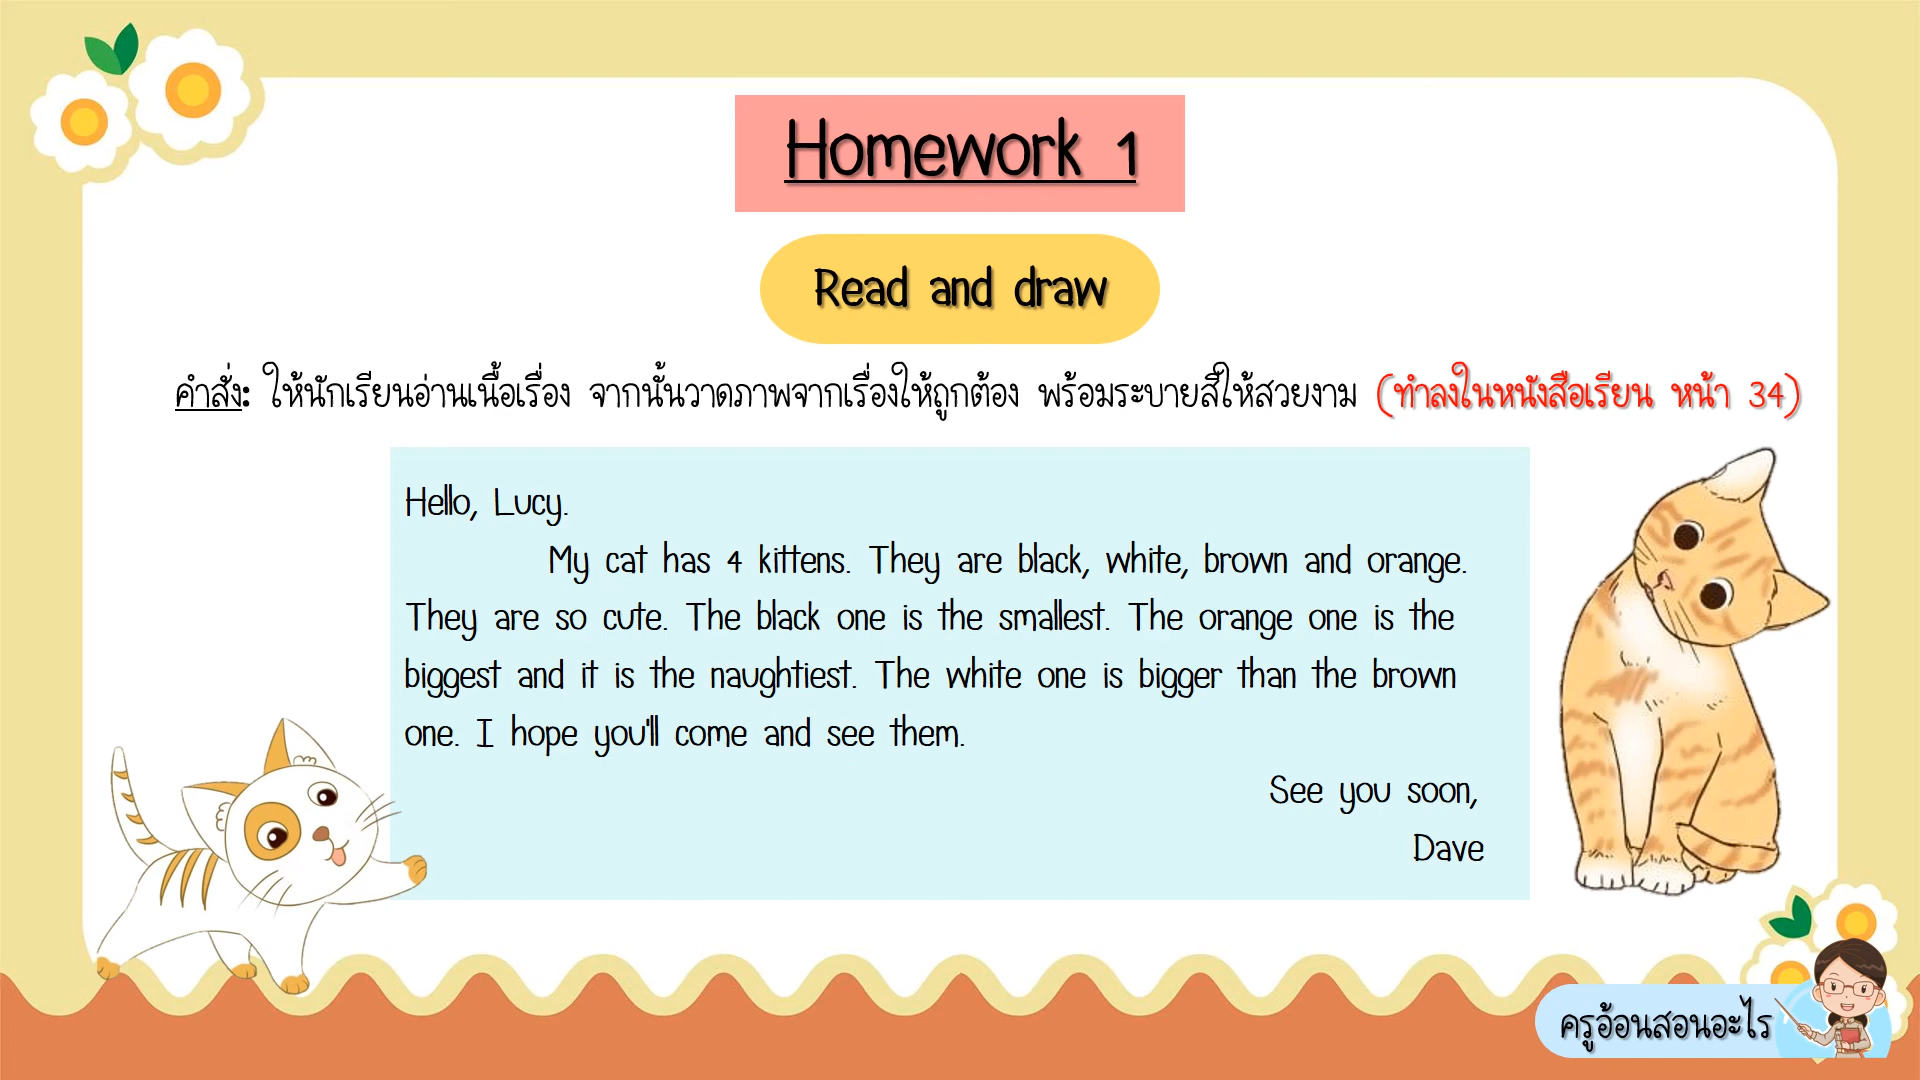 Homework 1
Read and draw
คำสั่ง: ให้นักเรียนอ่านเนื้อเรื่อง จากนั้นวาดภาพจากเรื่องให้ถูกต้อง พร้อมระบายสีให้สวยงาม (ทำลงในหนังสือเรียน หน้า 34)
Hello, Lucy.
My cat has 4 kittens. They are black, white, brown and orange.
They are so cute. The black one is the smallest. The orange one is the
biggest and it is the naughtiest. The white one is bigger than the brown
one. I hope you'll come and see them.
See you soon,
Dave
ครูอ้อนสอนอะไร